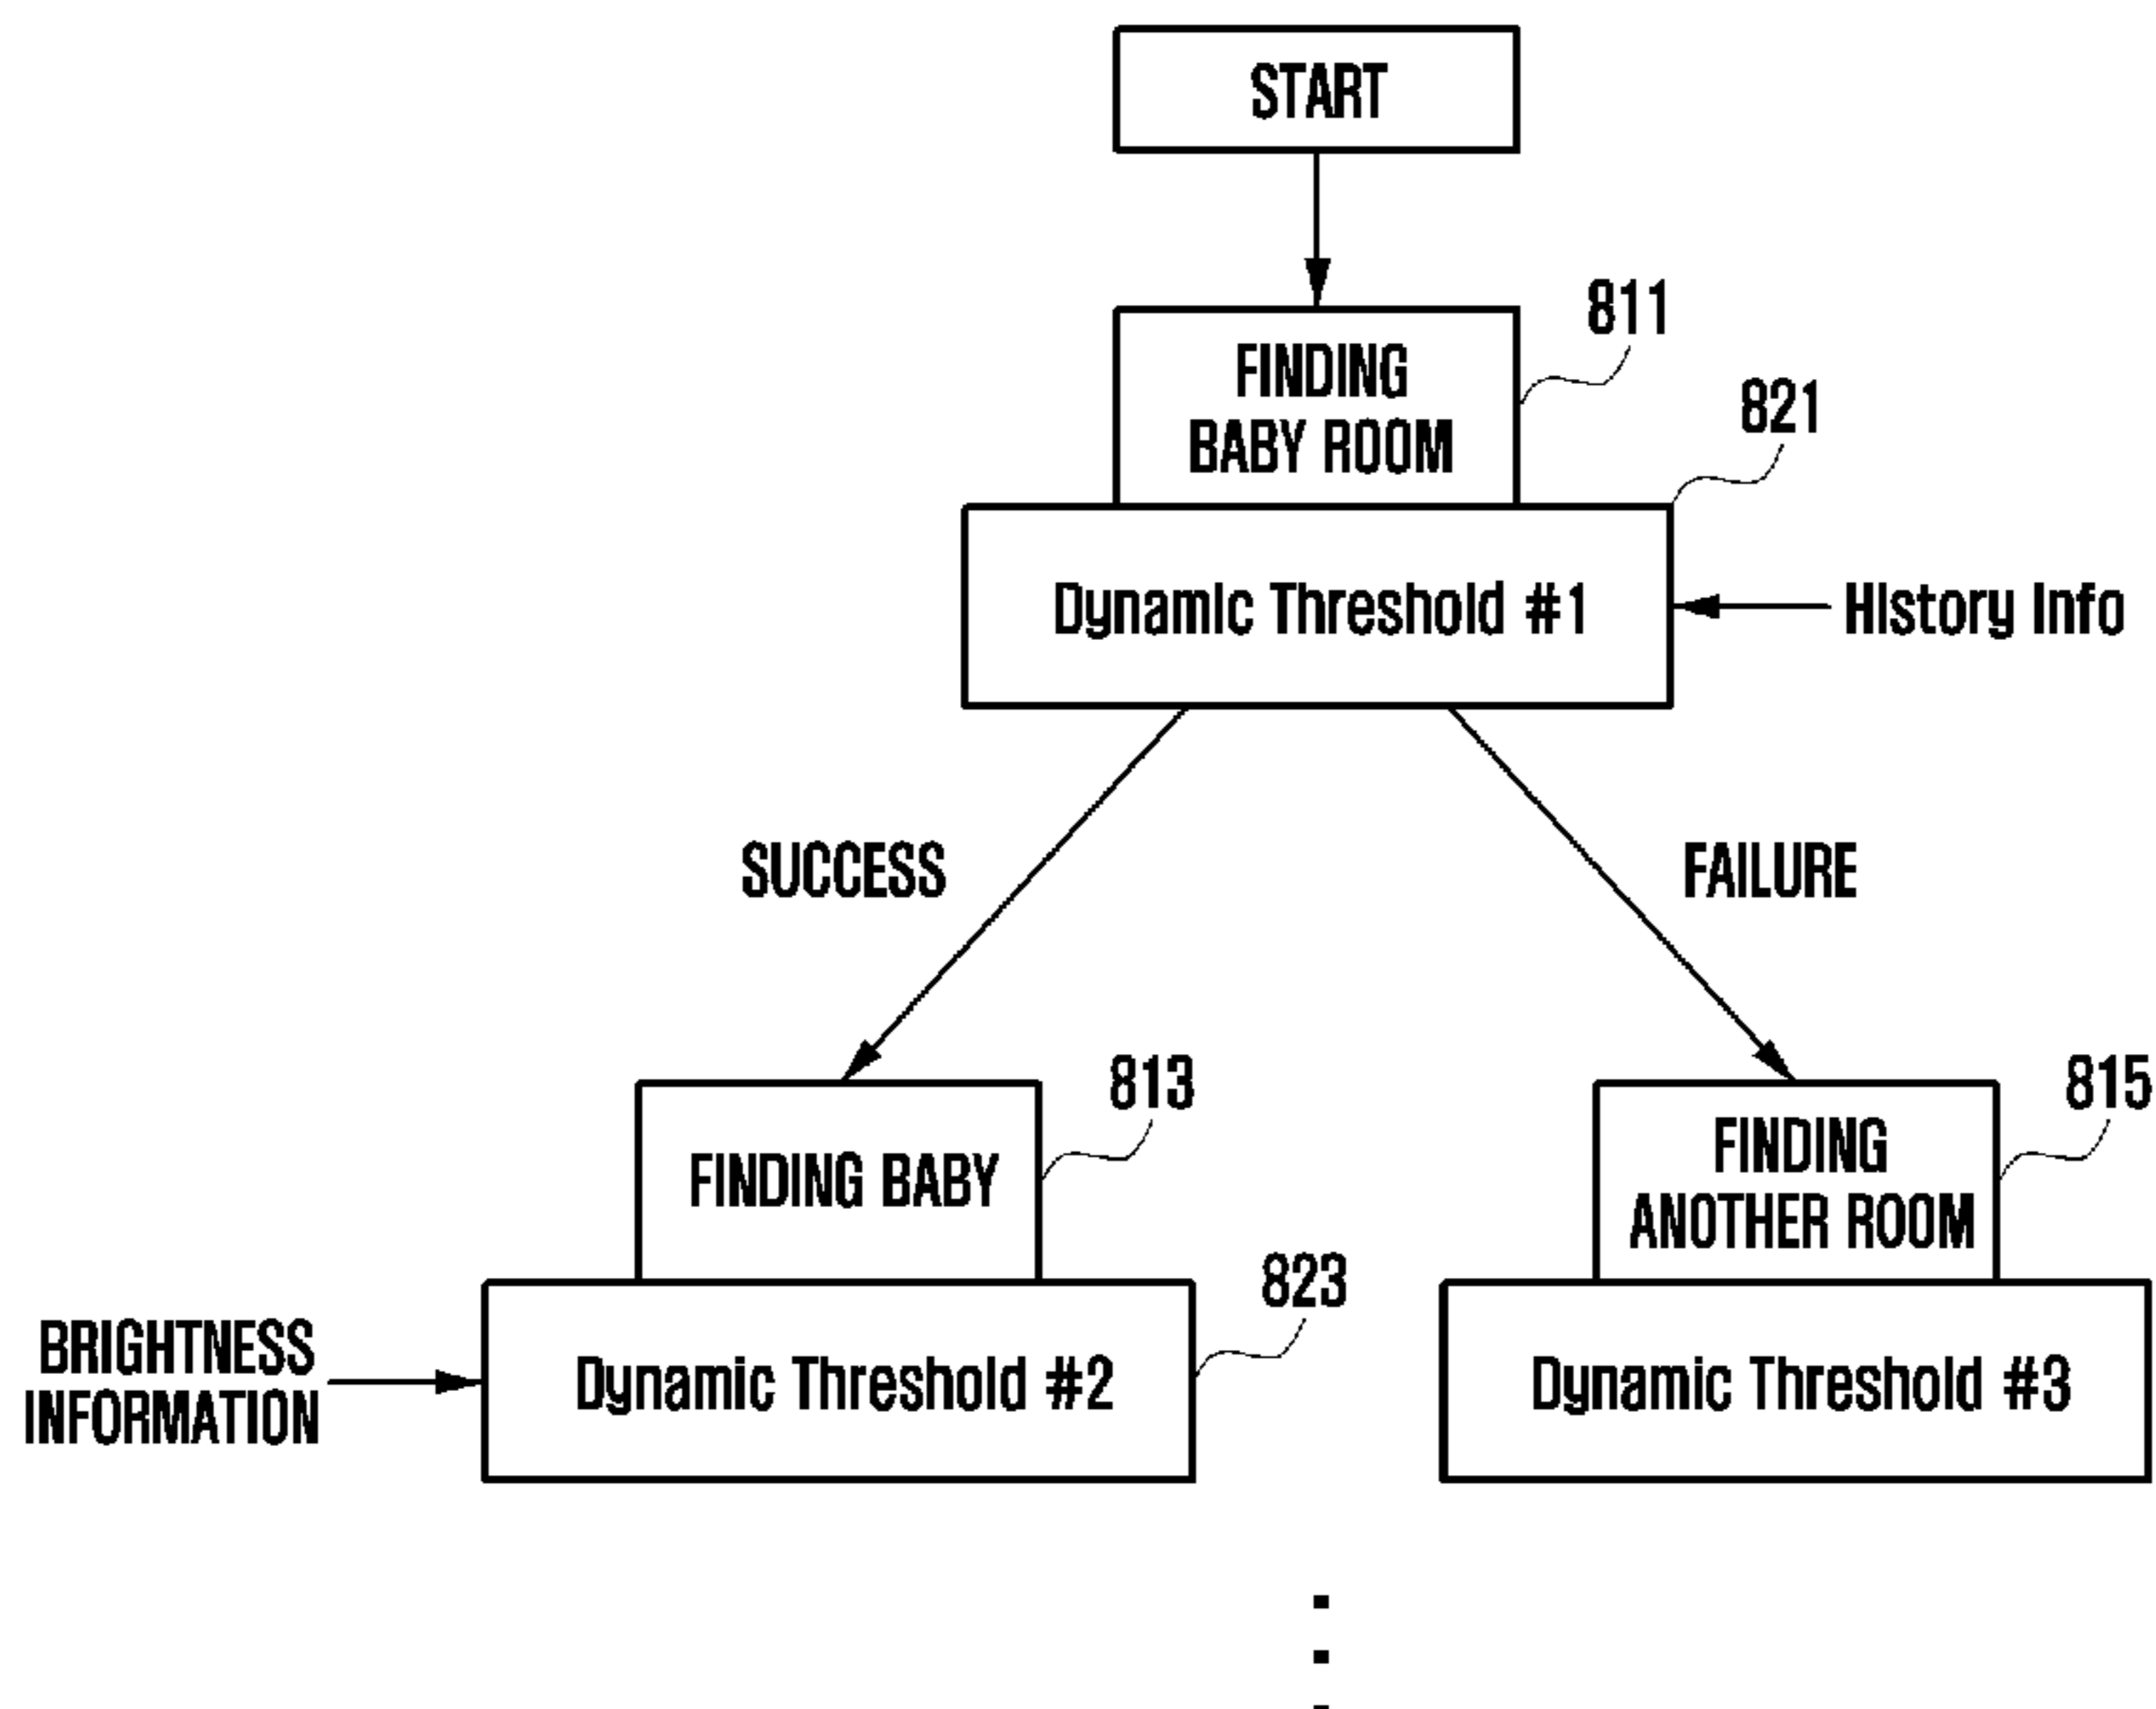 START
FINDING
BABY ROOM
811
821
Dynamic Threshold #1
History Info
SUCCESS
FAILURE
FINDING BABY
813
FINDING
ANOTHER ROOM
815
823
BRIGHTNESS
INFORMATION
Dynamic Threshold #2
Dynamic Threshold #3